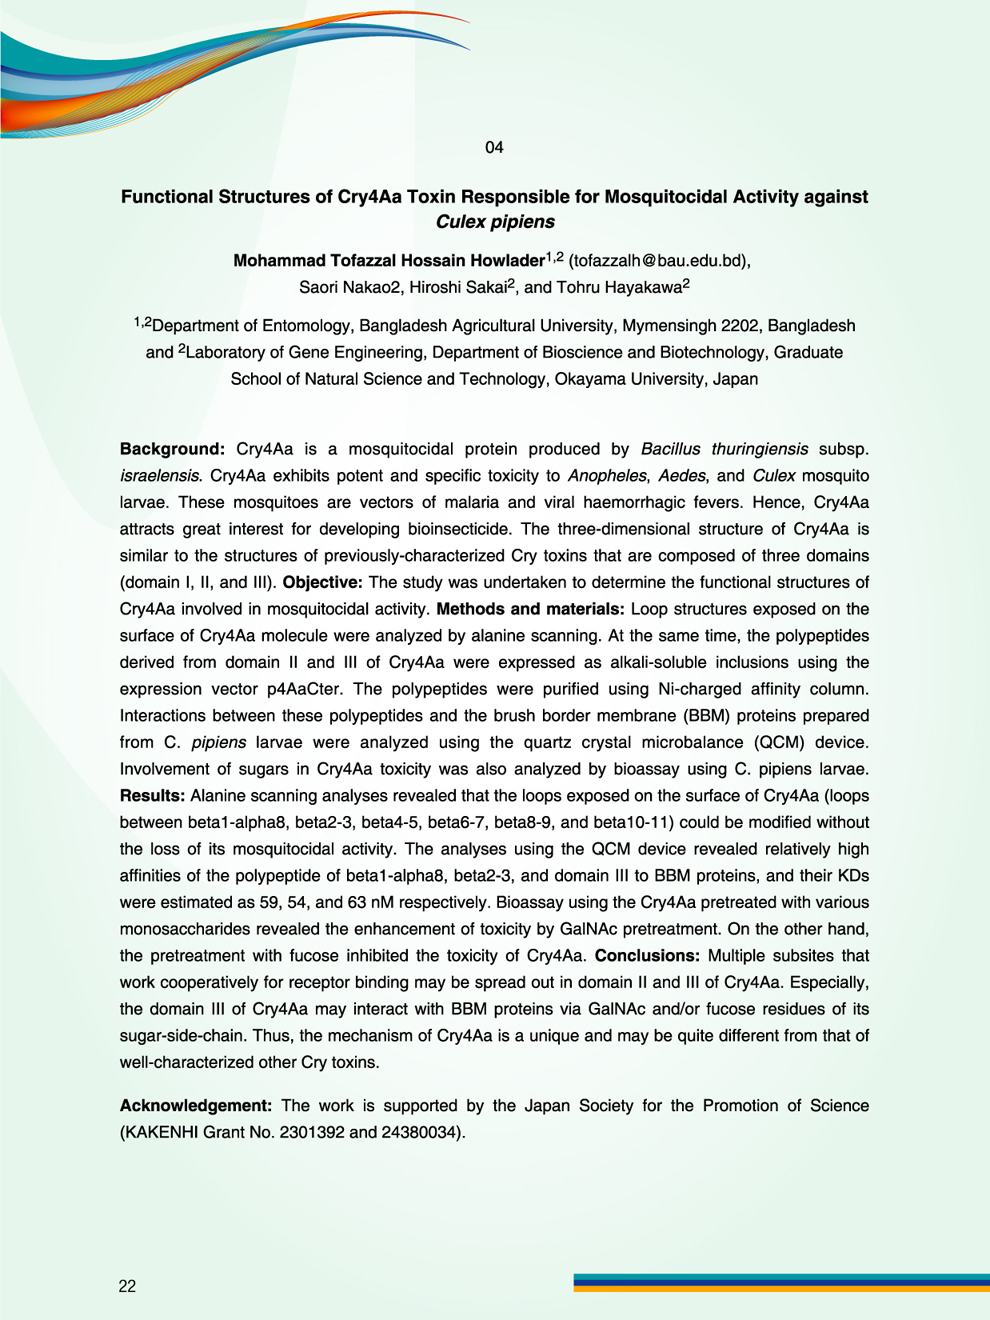 04
Functional Structures of Cry4Aa Toxin Responsible for Mosquitocidal Activity against
Culex pipiens
Mohammad Tofazzal Hossain Howlader1,2 (tofazzalh@bau.edu.bd),
Saori Nakao2, Hiroshi Sakai2, and Tohru Hayakawa2
1,2Department of Entomology, Bangladesh Agricultural University, Mymensingh 2202, Bangladesh
and 2Laboratory of Gene Engineering, Department of Bioscience and Biotechnology, Graduate
School of Natural Science and Technology, Okayama University, Japan
Background: Cry4Aa is a mosquitocidal protein produced by Bacillus thuringiensis subsp.
israelensis. Cry4Aa exhibits potent and specific toxicity to Anopheles, Aedes, and Culex mosquito
larvae. These mosquitoes are vectors of malaria and viral haemorrhagic fevers. Hence, Cry4Aa
attracts great interest for developing bioinsecticide. The three-dimensional structure of Cry4Aa is
similar to the structures of previously-characterized Cry toxins that are composed of three domains
(domain I, II, and III). Objective: The study was undertaken to determine the functional structures of
Cry4Aa involved in mosquitocidal activity. Methods and materials: Loop structures exposed on the
surface of Cry4Aa molecule were analyzed by alanine scanning. At the same time, the polypeptides
derived from domain II and III of Cry4Aa were expressed as alkali-soluble inclusions using the
expression vector p4AaCter. The polypeptides were purified using Ni-charged affinity column.
Interactions between these polypeptides and the brush border membrane (BBM) proteins prepared
from C. pipiens larvae were analyzed using the quartz crystal microbalance (QCM) device.
Involvement of sugars in Cry4Aa toxicity was also analyzed by bioassay using C. pipiens larvae.
Results: Alanine scanning analyses revealed that the loops exposed on the surface of Cry4Aa (loops
between beta1-alpha8, beta2-3, beta4-5, beta6-7, beta8-9, and beta10-11) could be modified without
the loss of its mosquitocidal activity. The analyses using the QCM device revealed relatively high
affinities of the polypeptide of beta1-alpha8, beta2-3, and domain III to BBM proteins, and their KDs
were estimated as 59, 54, and 63 nM respectively. Bioassay using the Cry4Aa pretreated with various
monosaccharides revealed the enhancement of toxicity by GalNAc pretreatment. On the other hand,
the pretreatment with fucose inhibited the toxicity of Cry4Aa. Conclusions: Multiple subsites that
work cooperatively for receptor binding may be spread out in domain II and III of Cry4Aa. Especially,
the domain III of Cry4Aa may interact with BBM proteins via GalNAc and/or fucose residues of its
sugar-side-chain. Thus, the mechanism of Cry4Aa is a unique and may be quite different from that of
well-characterized other Cry toxins.
Acknowledgement: The work is supported by the Japan Society for the Promotion of Science
(KAKENHI Grant No. 2301392 and 24380034).
22